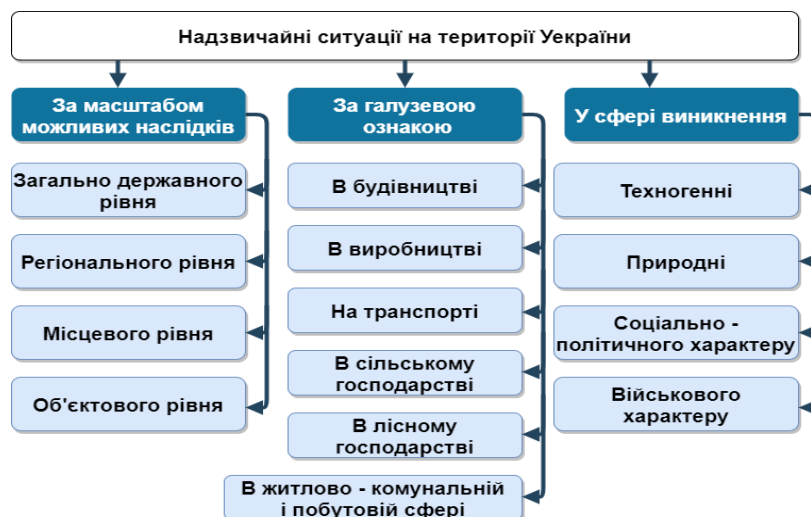 Надзвичайні ситуації на території Уекраїни
За масштабом
можливих наслідків
Загально державного
рівня
Регіонального рівня
Місцевого рівня
Об'єктового рівня
За галузевою
ознакою
В будівництві
В виробництві
На транспорті
В сільському
господарстві
В лісному
господарстві
В житлово - комунальній
і побутовій сфері
У сфері виникнення
Техногенні
Природні
Соціально -
політичного характеру
Військового
характеру